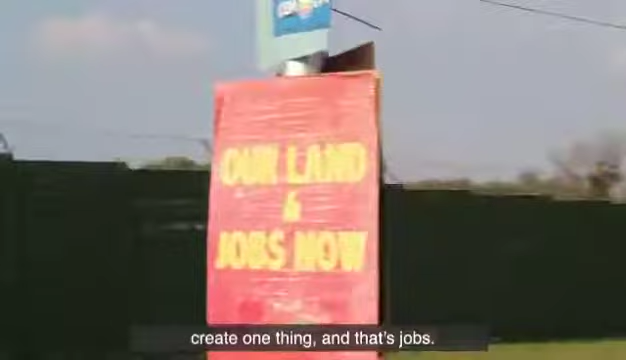 OUR LAND
&
JOBS NOW
create one thing, and that's jobs.